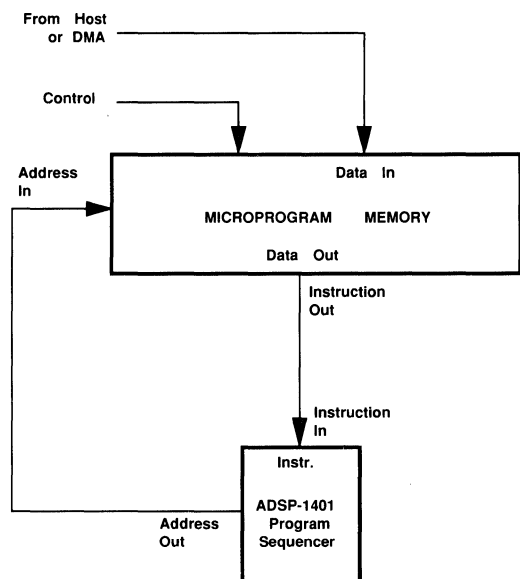 From Host
or DMA
Control
Address
In
Data In
MICROPROGRAM MEMORY
Data Out
Instruction
Out
Instruction
In
Instr.
ADSP-1401
Program
Sequencer
Address
Out